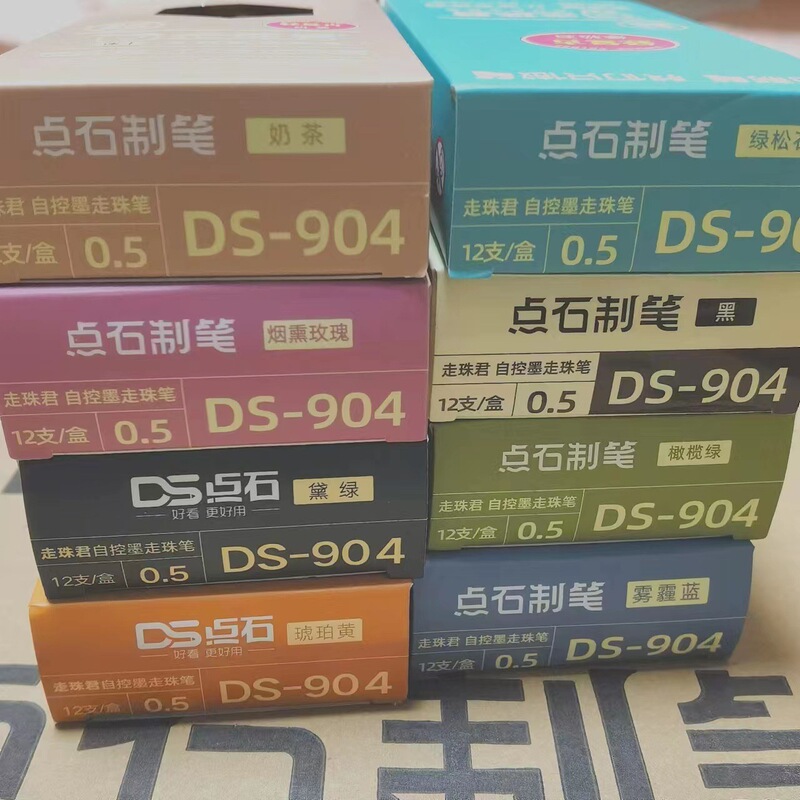 点石制笔 奶茶
走珠君 自控墨走珠笔
支/盒 0.5 DS-904
点石制笔 绿松石
走珠君 自控墨走珠笔
12支/盒 0.5 DS-90
点石制笔 烟熏玫瑰
走珠君 自控墨走珠笔
12支/盒 0.5 DS-904
点石制笔 黑
走珠君 自控墨走珠笔
12支/盒 0.5 DS-904
DS点石 黛绿
好看 更好用
走珠君 自控墨走珠笔
12支/盒 0.5 DS-904
点石制笔 橄榄绿
走珠君 自控墨走珠笔
12支/盒 0.5 DS-904
DS点石 琥珀黄
好看 更好用
走珠君 自控墨走珠笔
12支/盒 0.5 DS-904
点石制笔 雾霾蓝
走珠君 自控墨走珠笔
12支/盒 0.5 DS-904